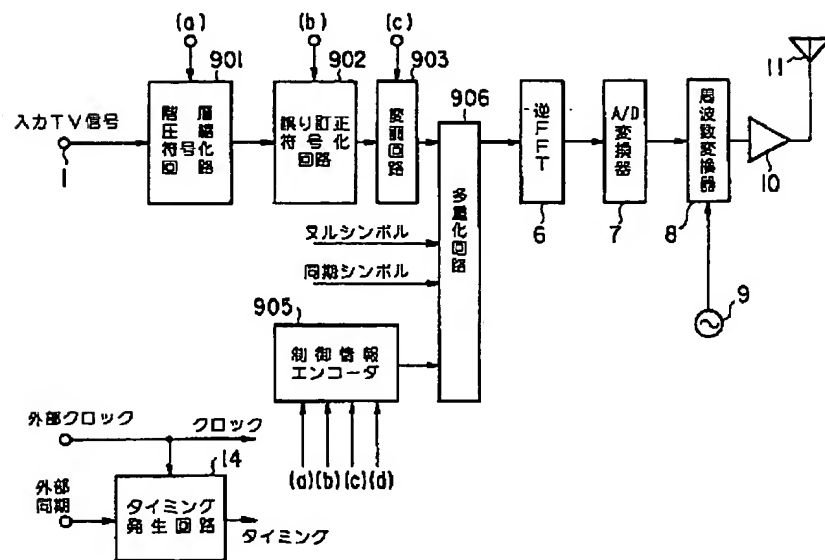 (a)
(b)
(c)
901
902
903
906
11
入力TV信号
1
階層
圧縮
符号化
回路
誤り訂正
符号化
回路
変調回路
多重化回路
逆FFT
A/D
変換器
周波数変換器
6
7
8
10
9
ヌルシンボル
同期シンボル
905
制御情報
エンコーダ
(a)(b)(c)(d)
外部クロック
クロック
14
外部
同期
タイミング
発生回路
タイミング